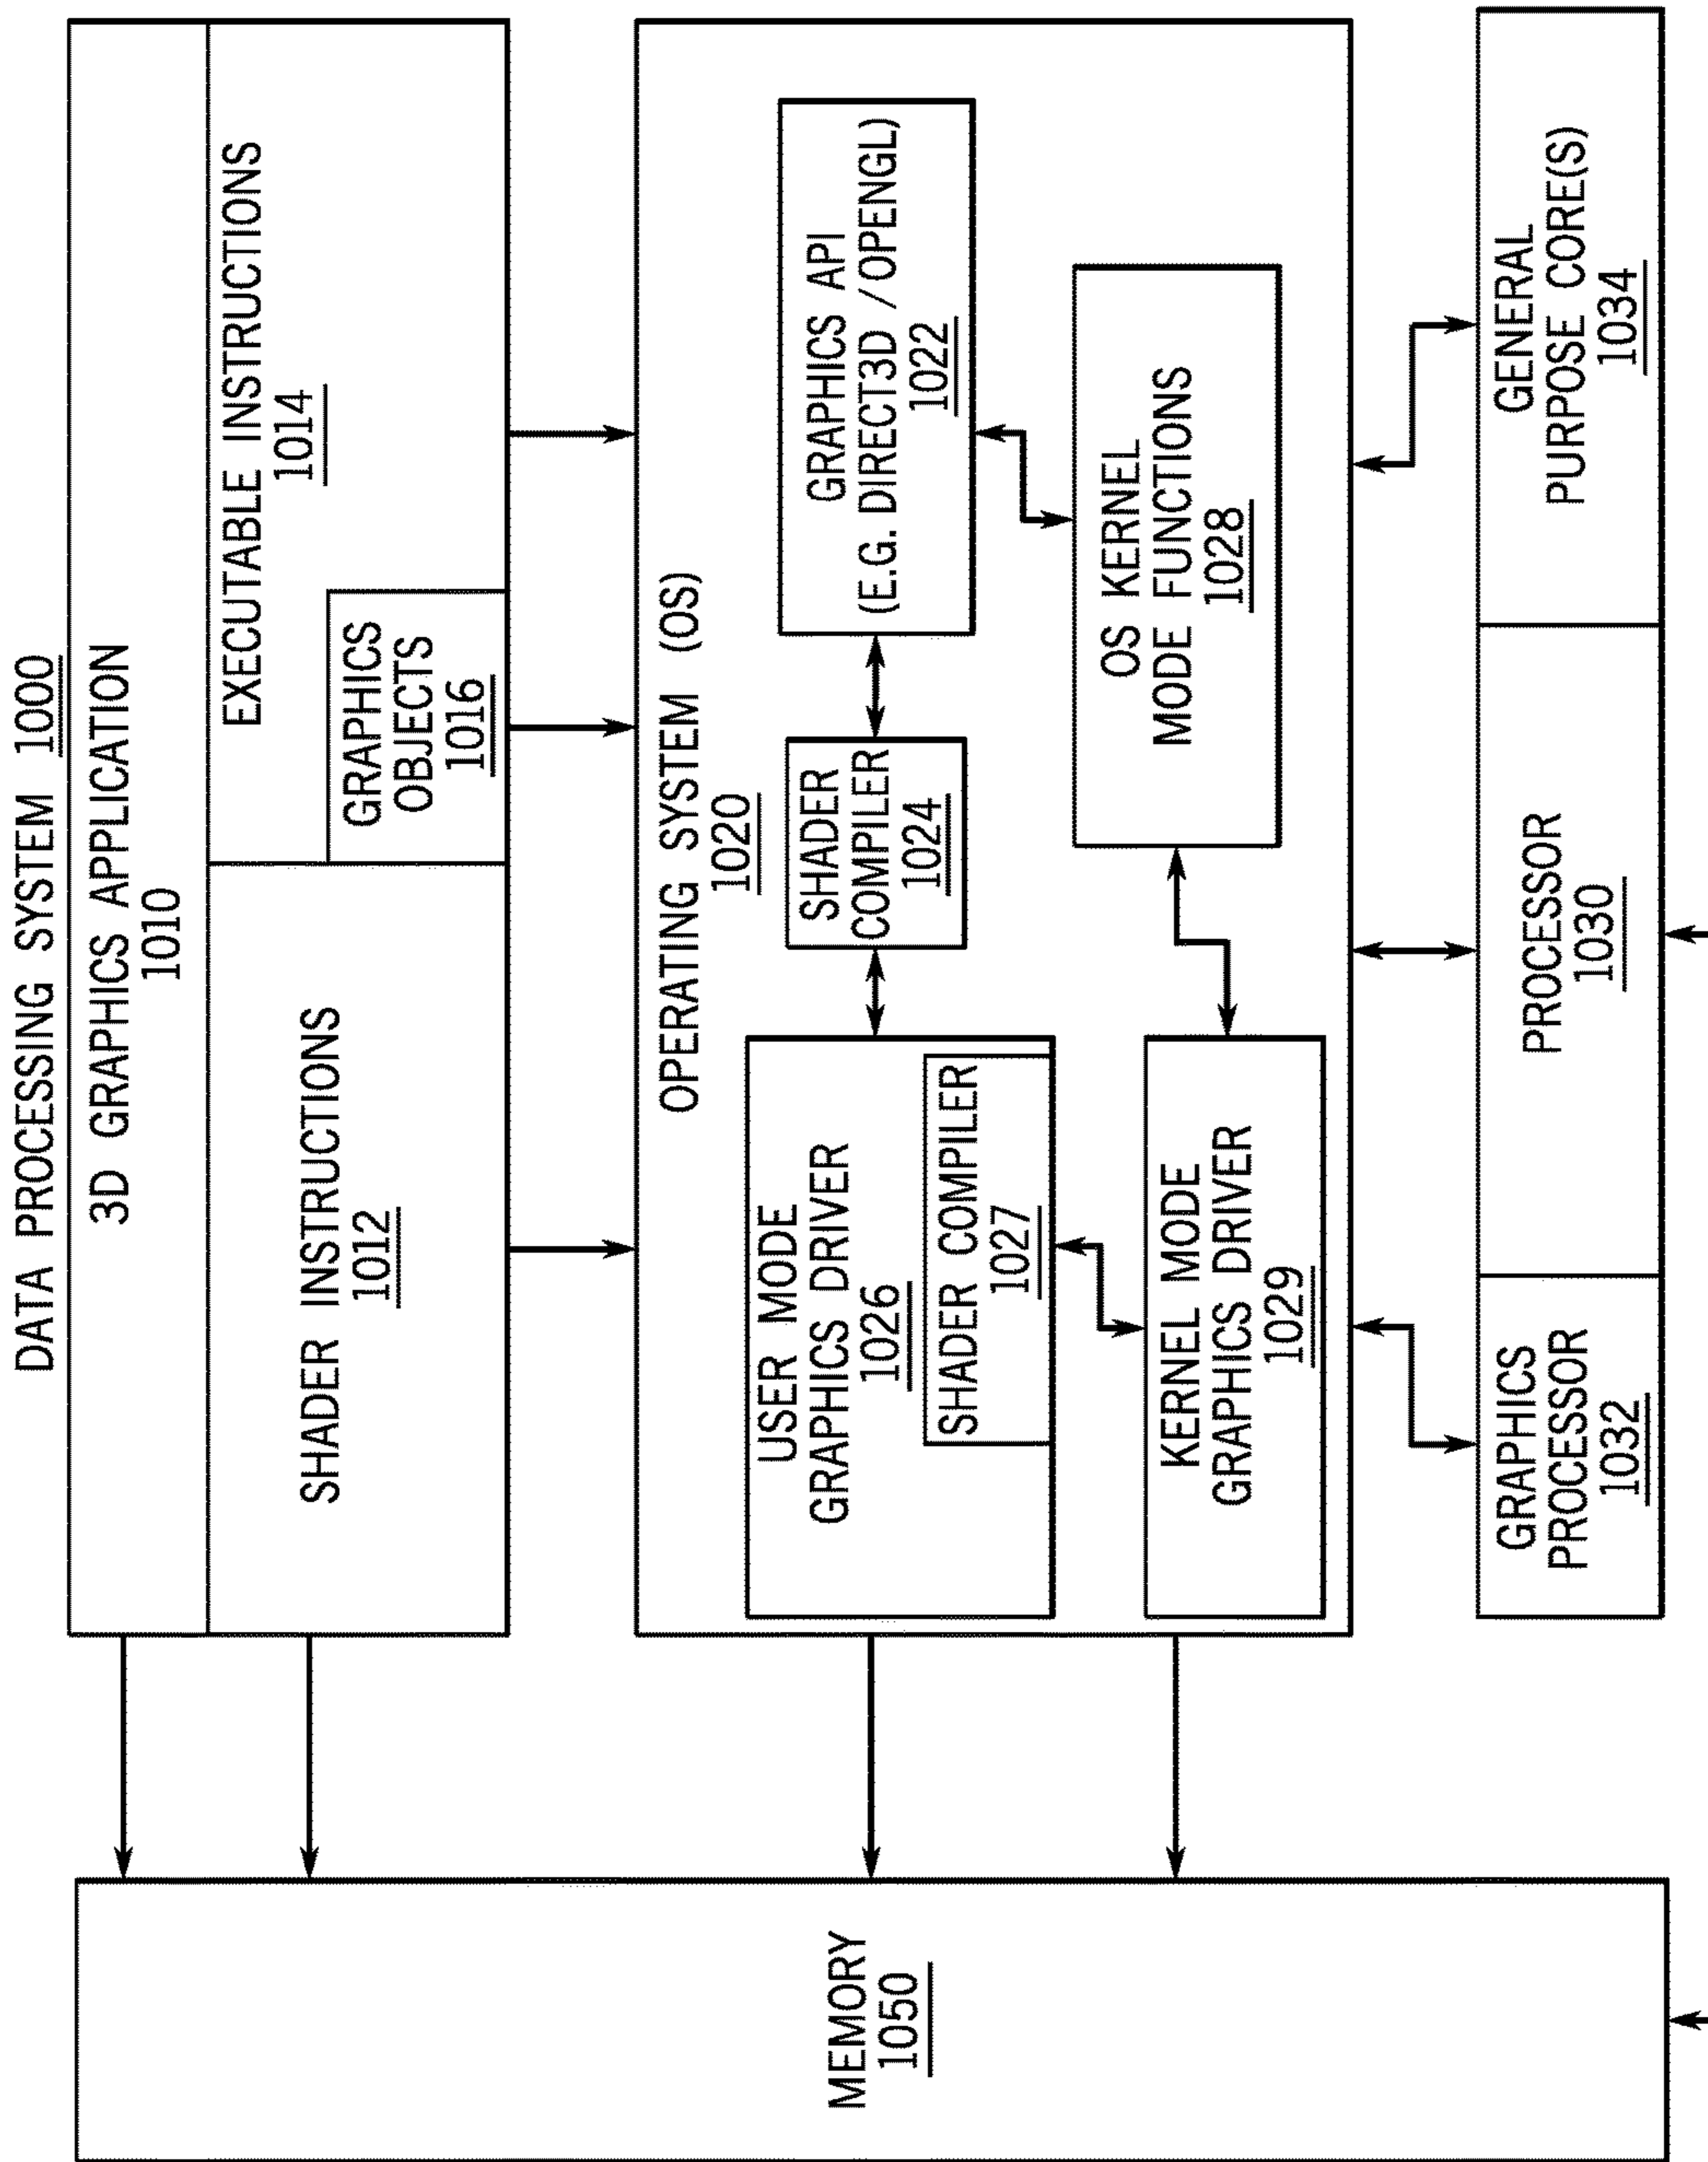 DATA PROCESSING SYSTEM 1000
3D GRAPHICS APPLICATION
1010
SHADER INSTRUCTIONS
1012
EXECUTABLE INSTRUCTIONS
1014
GRAPHICS
OBJECTS
1016
OPERATING SYSTEM (OS)
1020
USER MODE
GRAPHICS DRIVER
1026
SHADER COMPILER
1027
SHADER
COMPILER
1024
GRAPHICS API
(E.G. DIRECT3D /OPENGL)
1022
KERNEL MODE
GRAPHICS DRIVER
1029
OS KERNEL
MODE FUNCTIONS
1028
GRAPHICS
PROCESSOR
1032
PROCESSOR
1030
GENERAL
PURPOSE CORE(S)
1034
MEMORY
1050